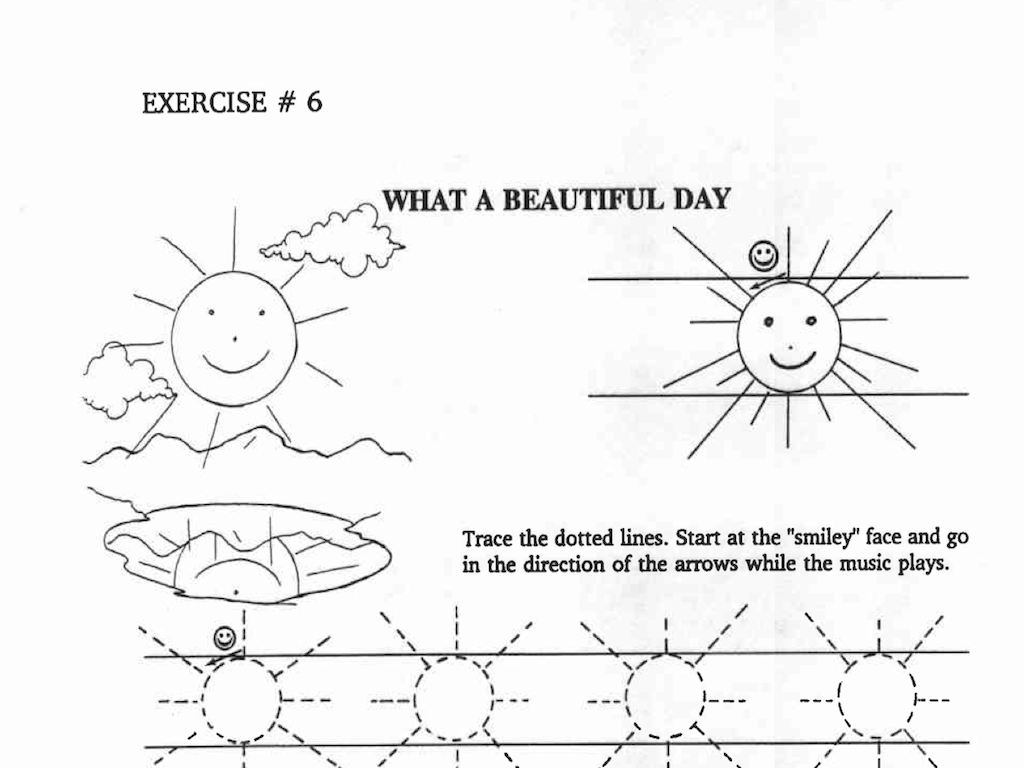 EXERCISE # 6
WHAT A BEAUTIFUL DAY
Trace the dotted lines. Start at the "smiley" face and go
in the direction of the arrows while the music plays.